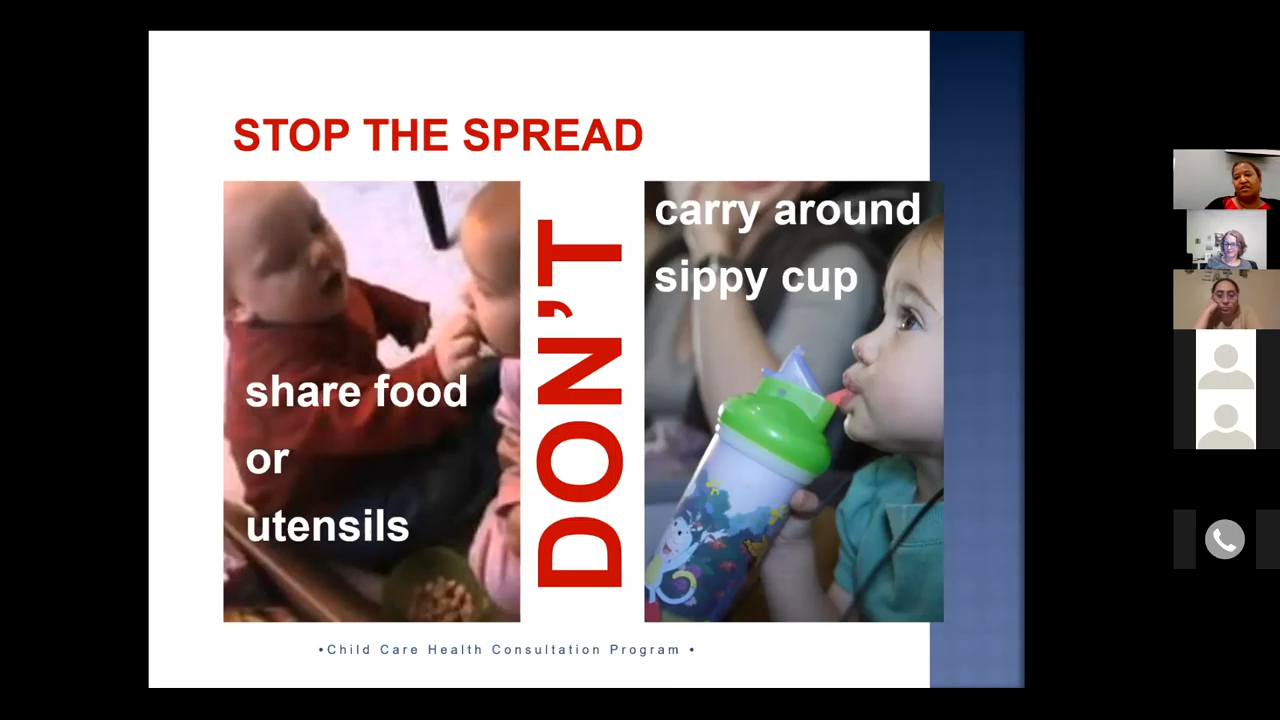 STOP THE SPREAD
share food
or
utensils
DON'T
carry around
sippy cup
•Child Care Health Consultation Program •